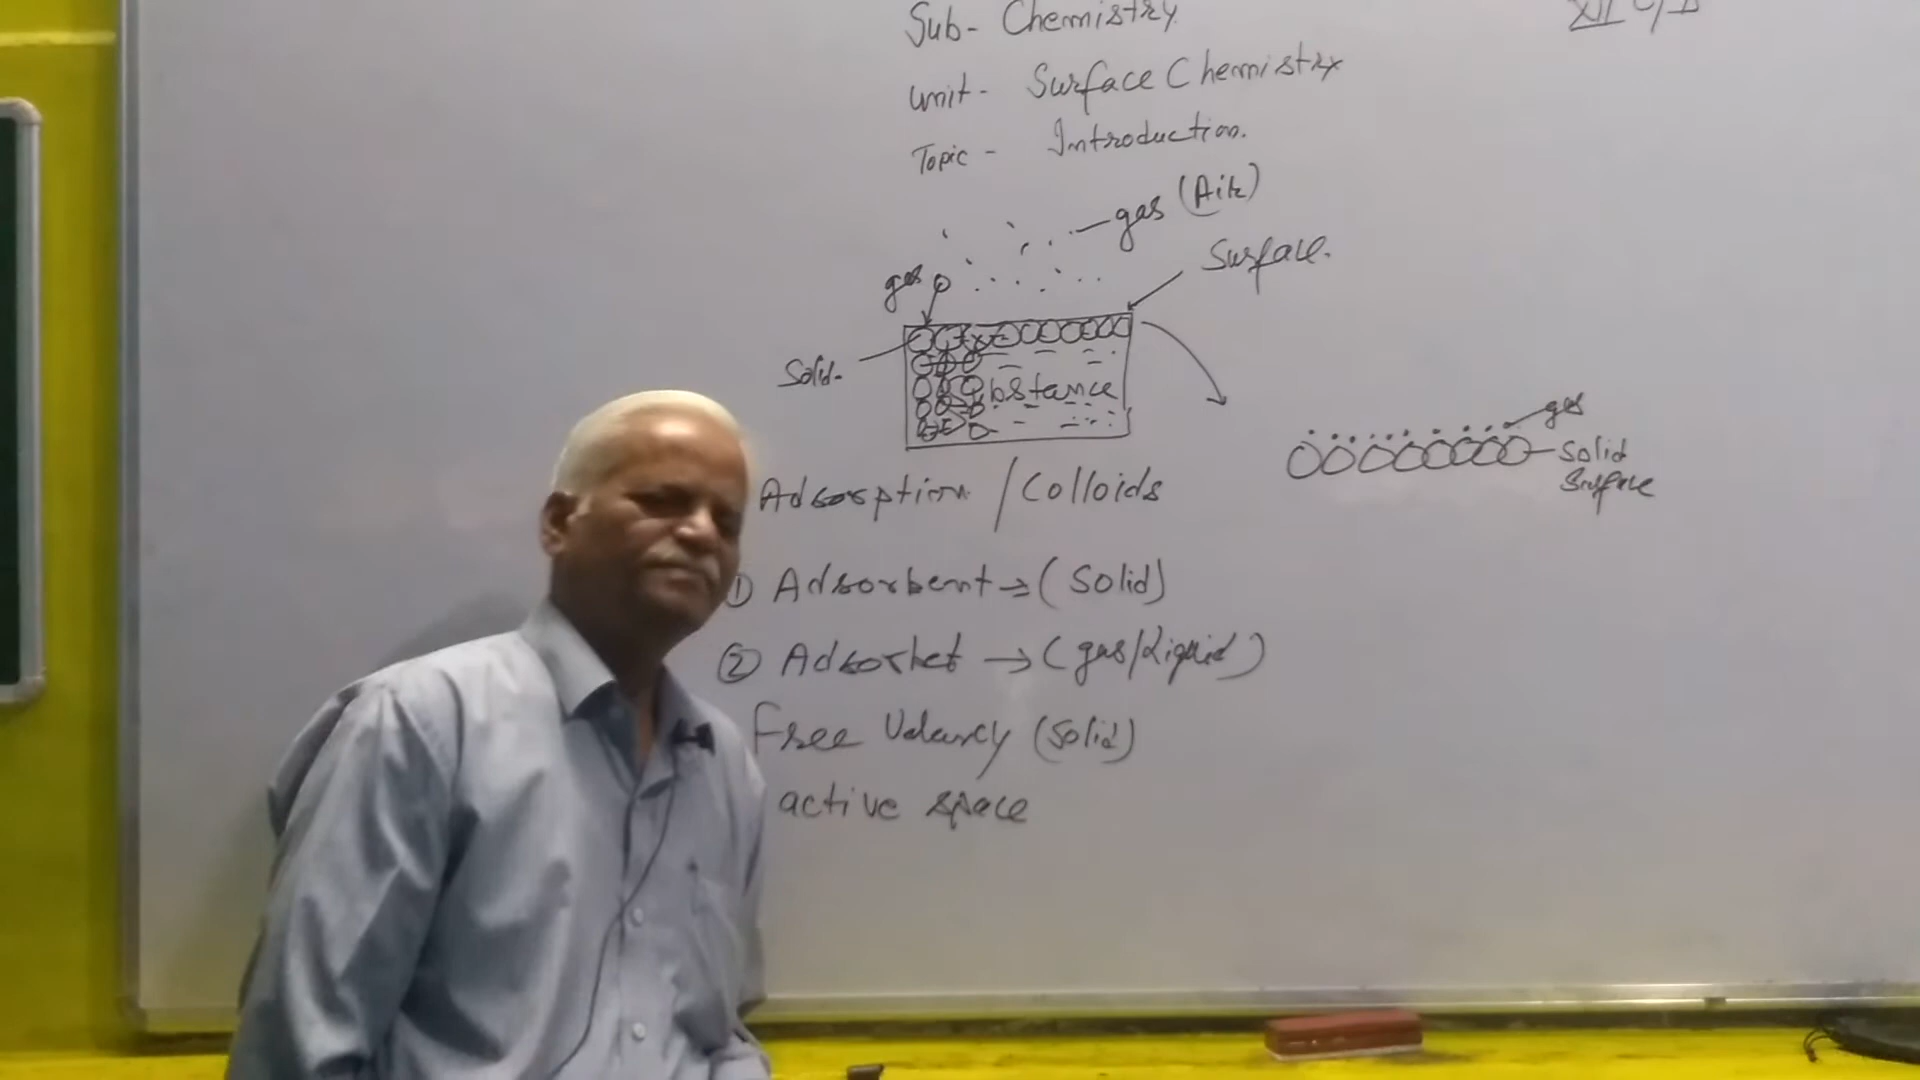 Sub- Chemistry
Unit- Surface Chemistry
Topic - Introduction.
gas (Air)
Surface.
gas
Solid.
Substance
gas
Solid
Surface
Adsorption / Colloids
① Adsorbent → (Solid)
② Adsorbet → (gas/Liquid)
Free Valency (Solid)
active space